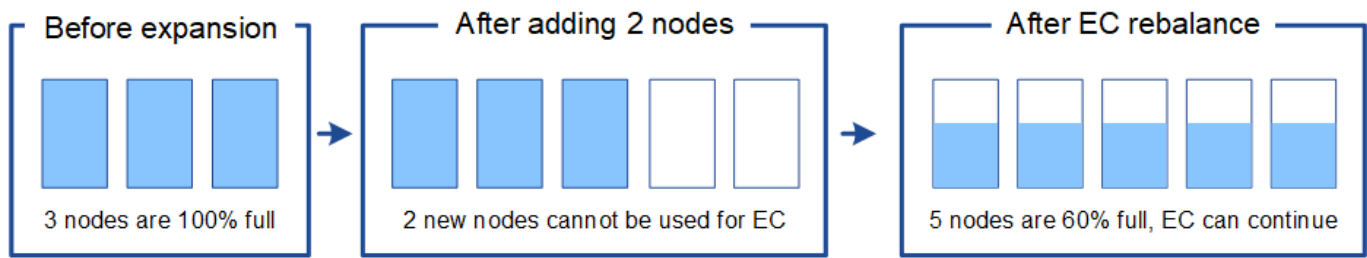 Before expansion
3 nodes are 100% full
After adding 2 nodes
2 new nodes cannot be used for EC
After EC rebalance
5 nodes are 60% full, EC can continue